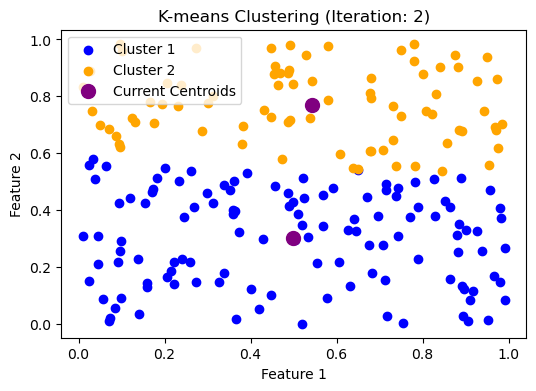 K-means Clustering (Iteration: 2)
Cluster 1
Cluster 2
Current Centroids
Feature 2
1.0
0.8
0.6
0.4
0.2
0.0
0.0 0.2 0.4 0.6 0.8 1.0
Feature 1